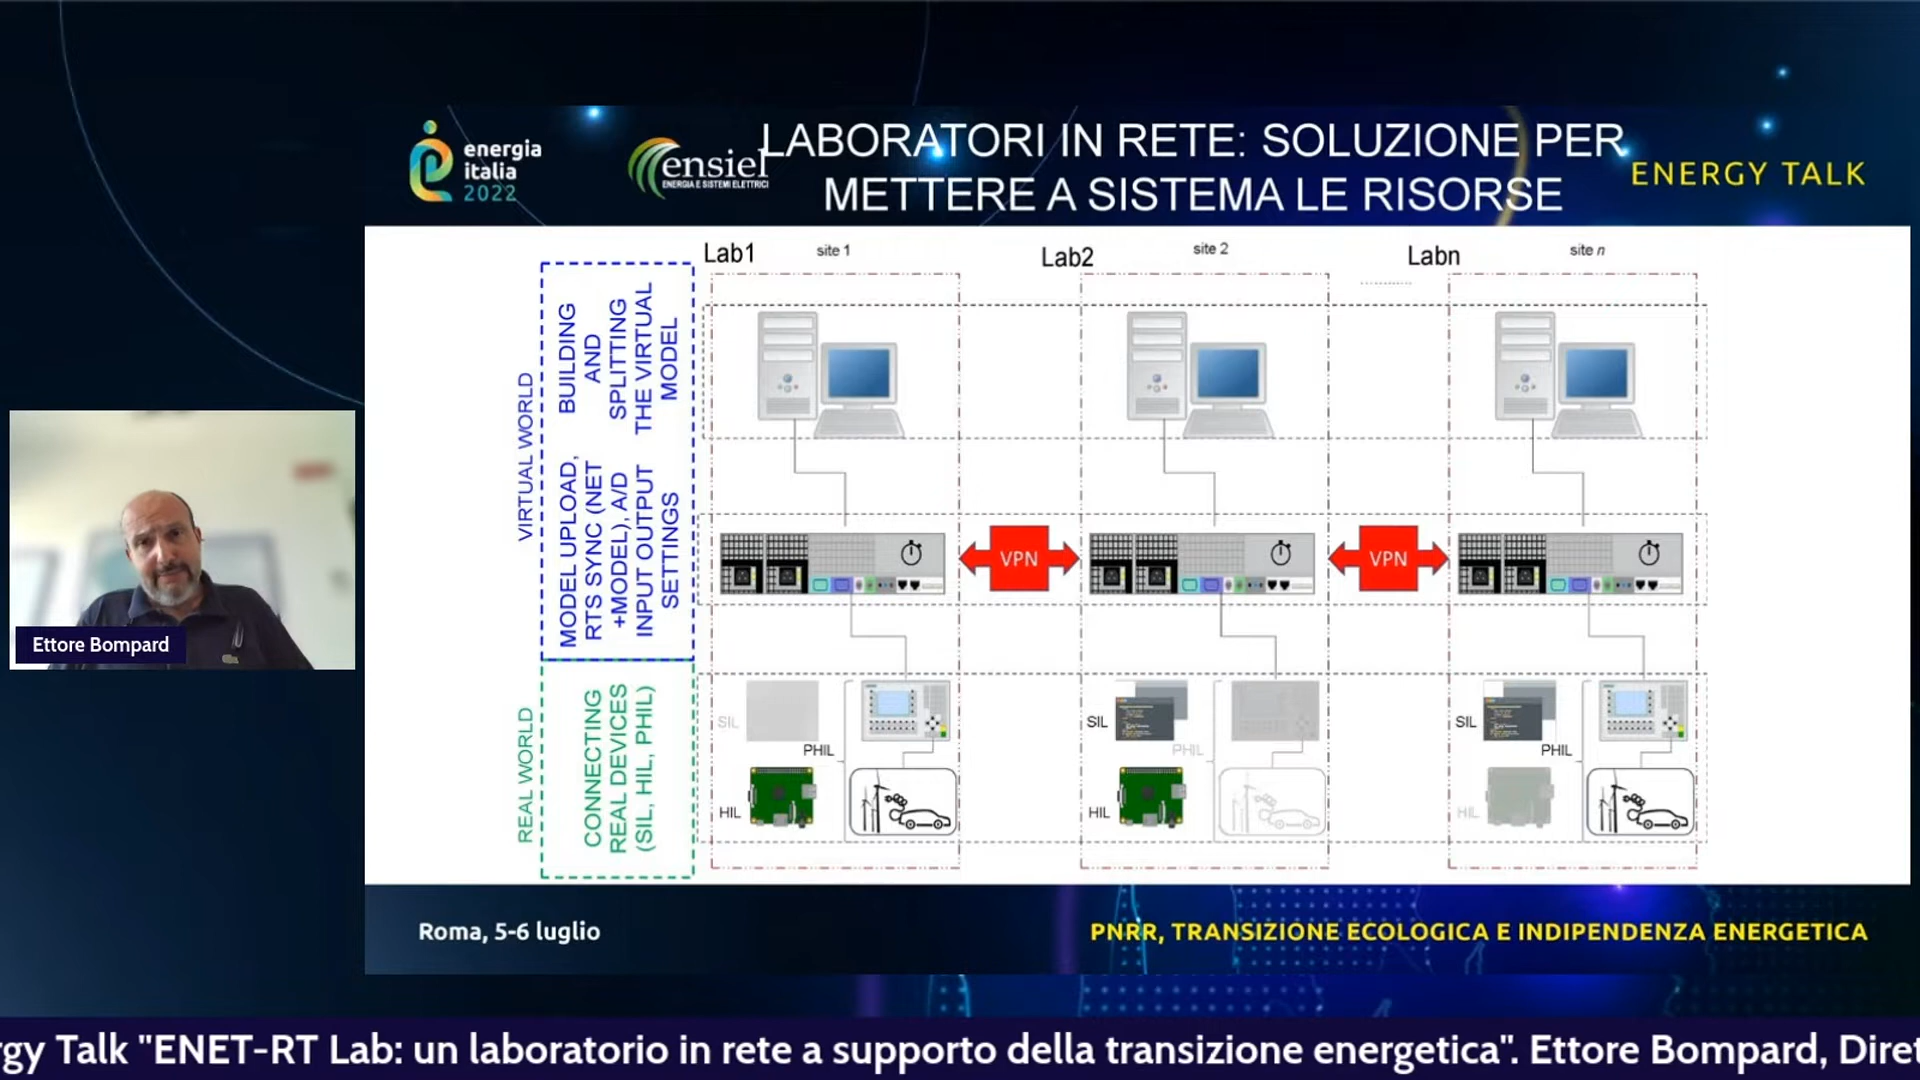 energia
italia
2022
ensiel
ENERGIA E SISTEMI ELETTRICI
LABORATORI IN RETE: SOLUZIONE PER
METTERE A SISTEMA LE RISORSE
ENERGY TALK
Lab1
site 1
Lab2
site 2
Labn
site n
VIRTUAL WORLD
BUILDING
AND
SPLITTING
THE VIRTUAL
MODEL
MODEL UPLOAD,
RTS SYNC (NET
+MODEL), A/D
INPUT OUTPUT
SETTINGS
VPN
VPN
REAL WORLD
CONNECTING
REAL DEVICES
(SIL, HIL, PHIL)
SIL
PHIL
HIL
SIL
PHIL
HIL
SIL
PHIL
HIL
Ettore Bompard
Roma, 5-6 luglio
PNRR, TRANSIZIONE ECOLOGICA E INDIPENDENZA ENERGETICA
rgy Talk "ENET-RT Lab: un laboratorio in rete a supporto della transizione energetica". Ettore Bompard, Diret